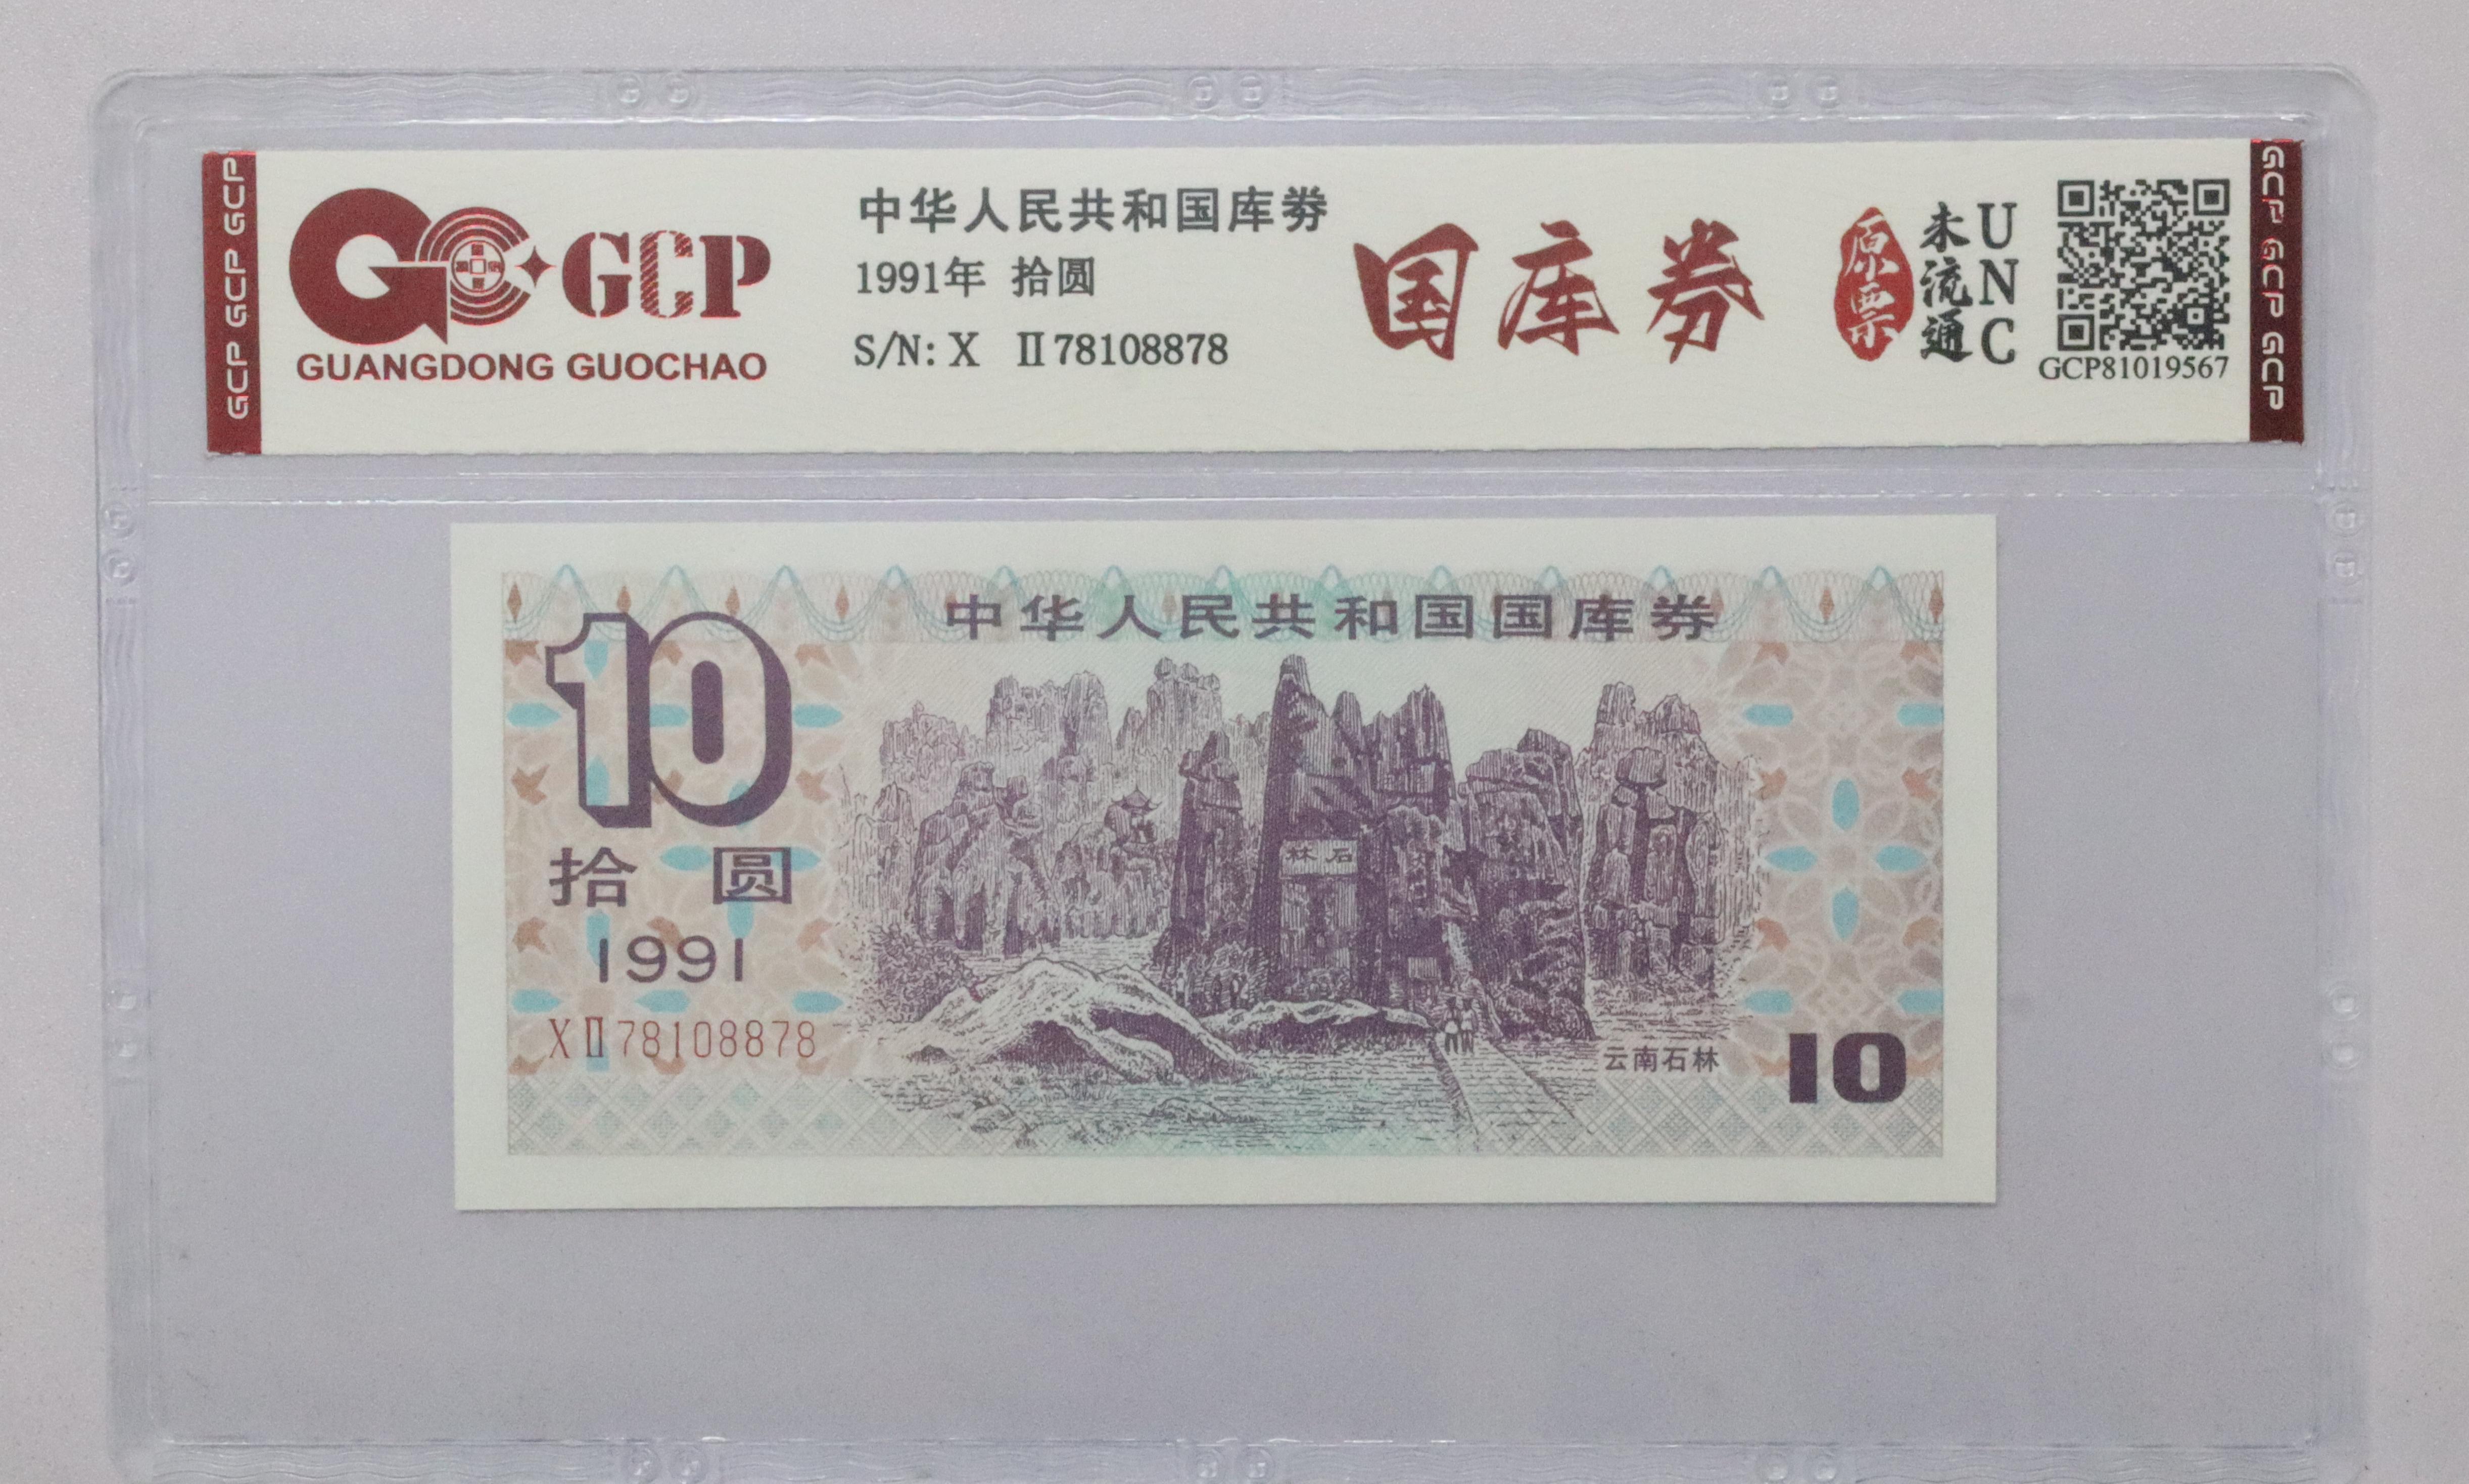 GCP GCP GCP
GCP
GUANGDONG GUOCHAO
中华人民共和国库券
1991年 拾圆
S/N: X Ⅱ78108878
国库券
原票
未流通
UNC
GCP81019567
GCP GCP GCP
中华人民共和国国库券
10
拾圆
1991
XⅡ78108878
林石
云南石林
10